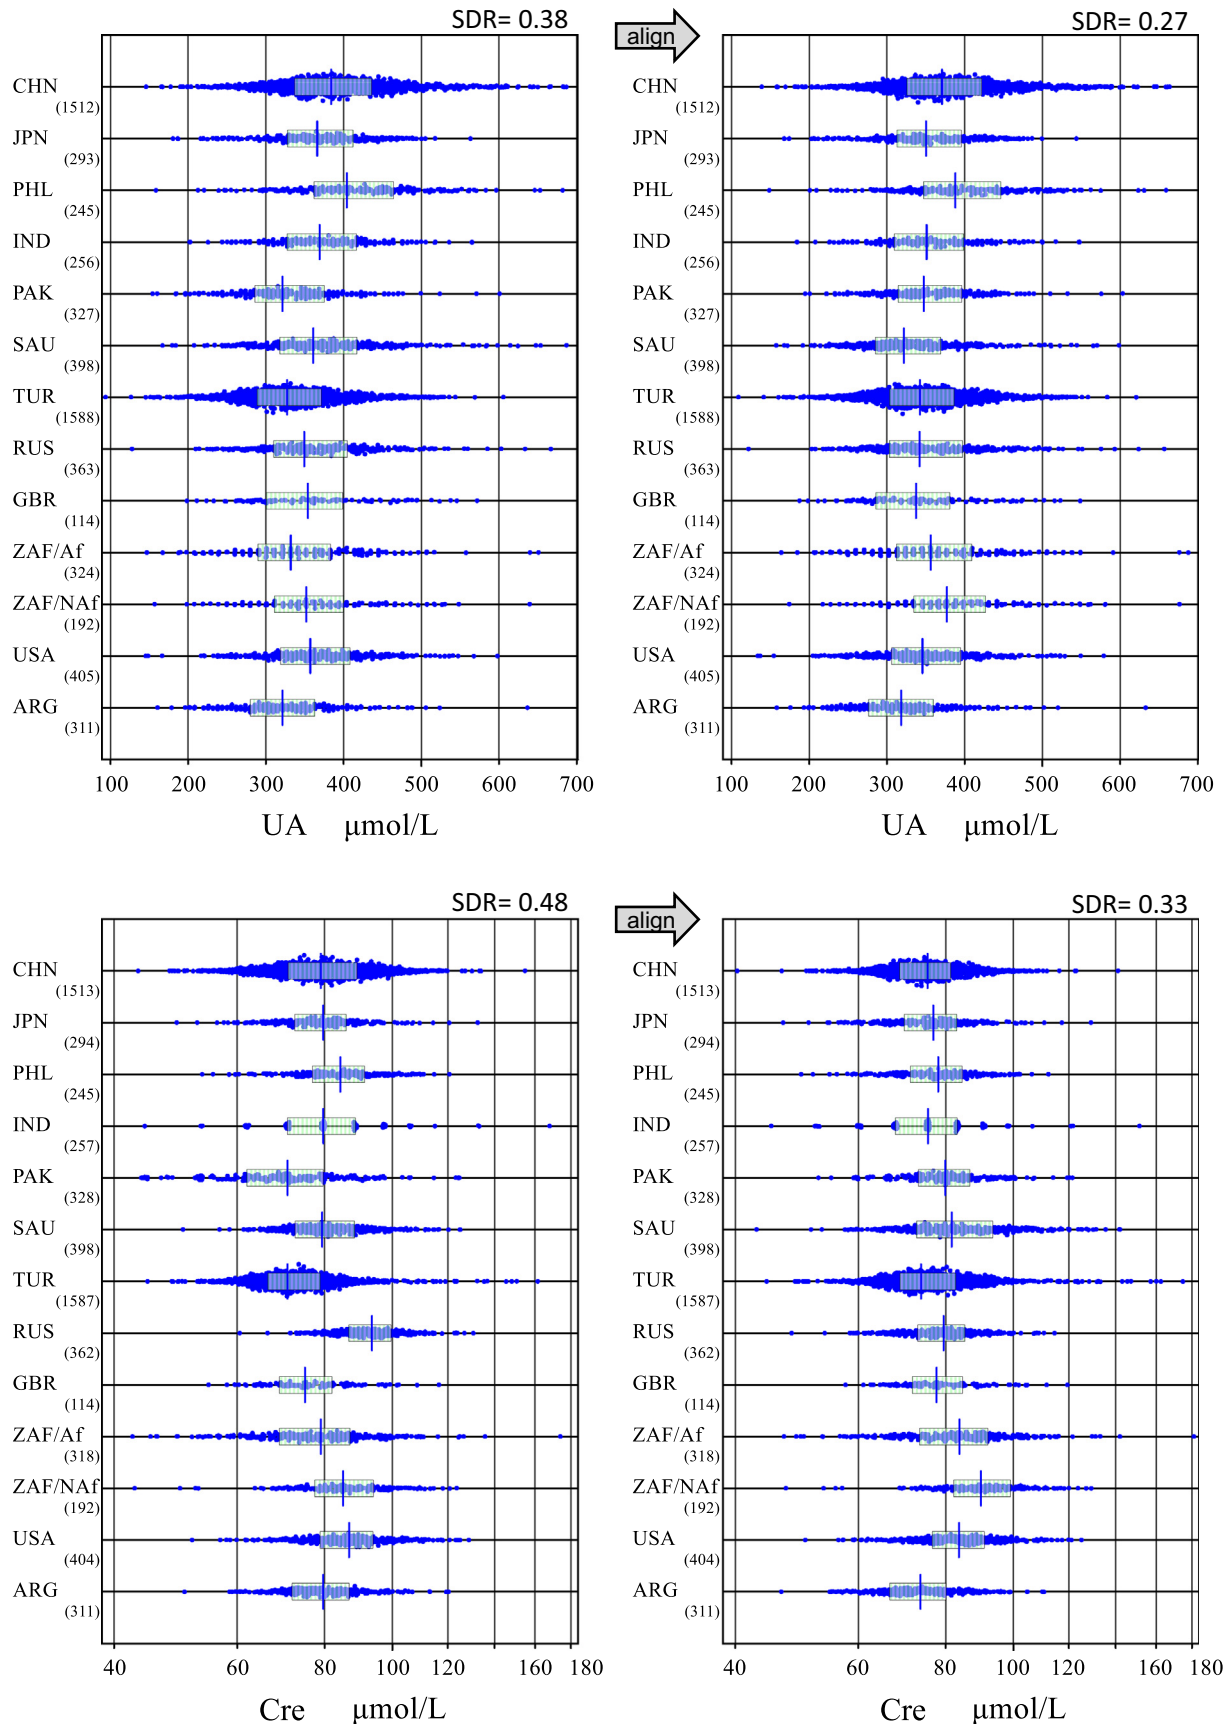 SDR= 0.38
align
SDR= 0.27
CHN
(1512)
JPN
(293)
PHL
(245)
IND
(256)
PAK
(327)
SAU
(398)
TUR
(1588)
RUS
(363)
GBR
(114)
ZAF/Af
(324)
ZAF/NAf
(192)
USA
(405)
ARG
(311)
100 200 300 400 500 600 700
UA μmol/L
CHN
(1512)
JPN
(293)
PHL
(245)
IND
(256)
PAK
(327)
SAU
(398)
TUR
(1588)
RUS
(363)
GBR
(114)
ZAF/Af
(324)
ZAF/NAf
(192)
USA
(405)
ARG
(311)
100 200 300 400 500 600 700
UA μmol/L
SDR= 0.48
align
SDR= 0.33
CHN
(1513)
JPN
(294)
PHL
(245)
IND
(257)
PAK
(328)
SAU
(398)
TUR
(1587)
RUS
(362)
GBR
(114)
ZAF/Af
(318)
ZAF/NAf
(192)
USA
(404)
ARG
(311)
40 60 80 100 120 160 180
Cre μmol/L
CHN
(1513)
JPN
(294)
PHL
(245)
IND
(257)
PAK
(328)
SAU
(398)
TUR
(1587)
RUS
(362)
GBR
(114)
ZAF/Af
(318)
ZAF/NAf
(192)
USA
(404)
ARG
(311)
40 60 80 100 120 160 180
Cre μmol/L